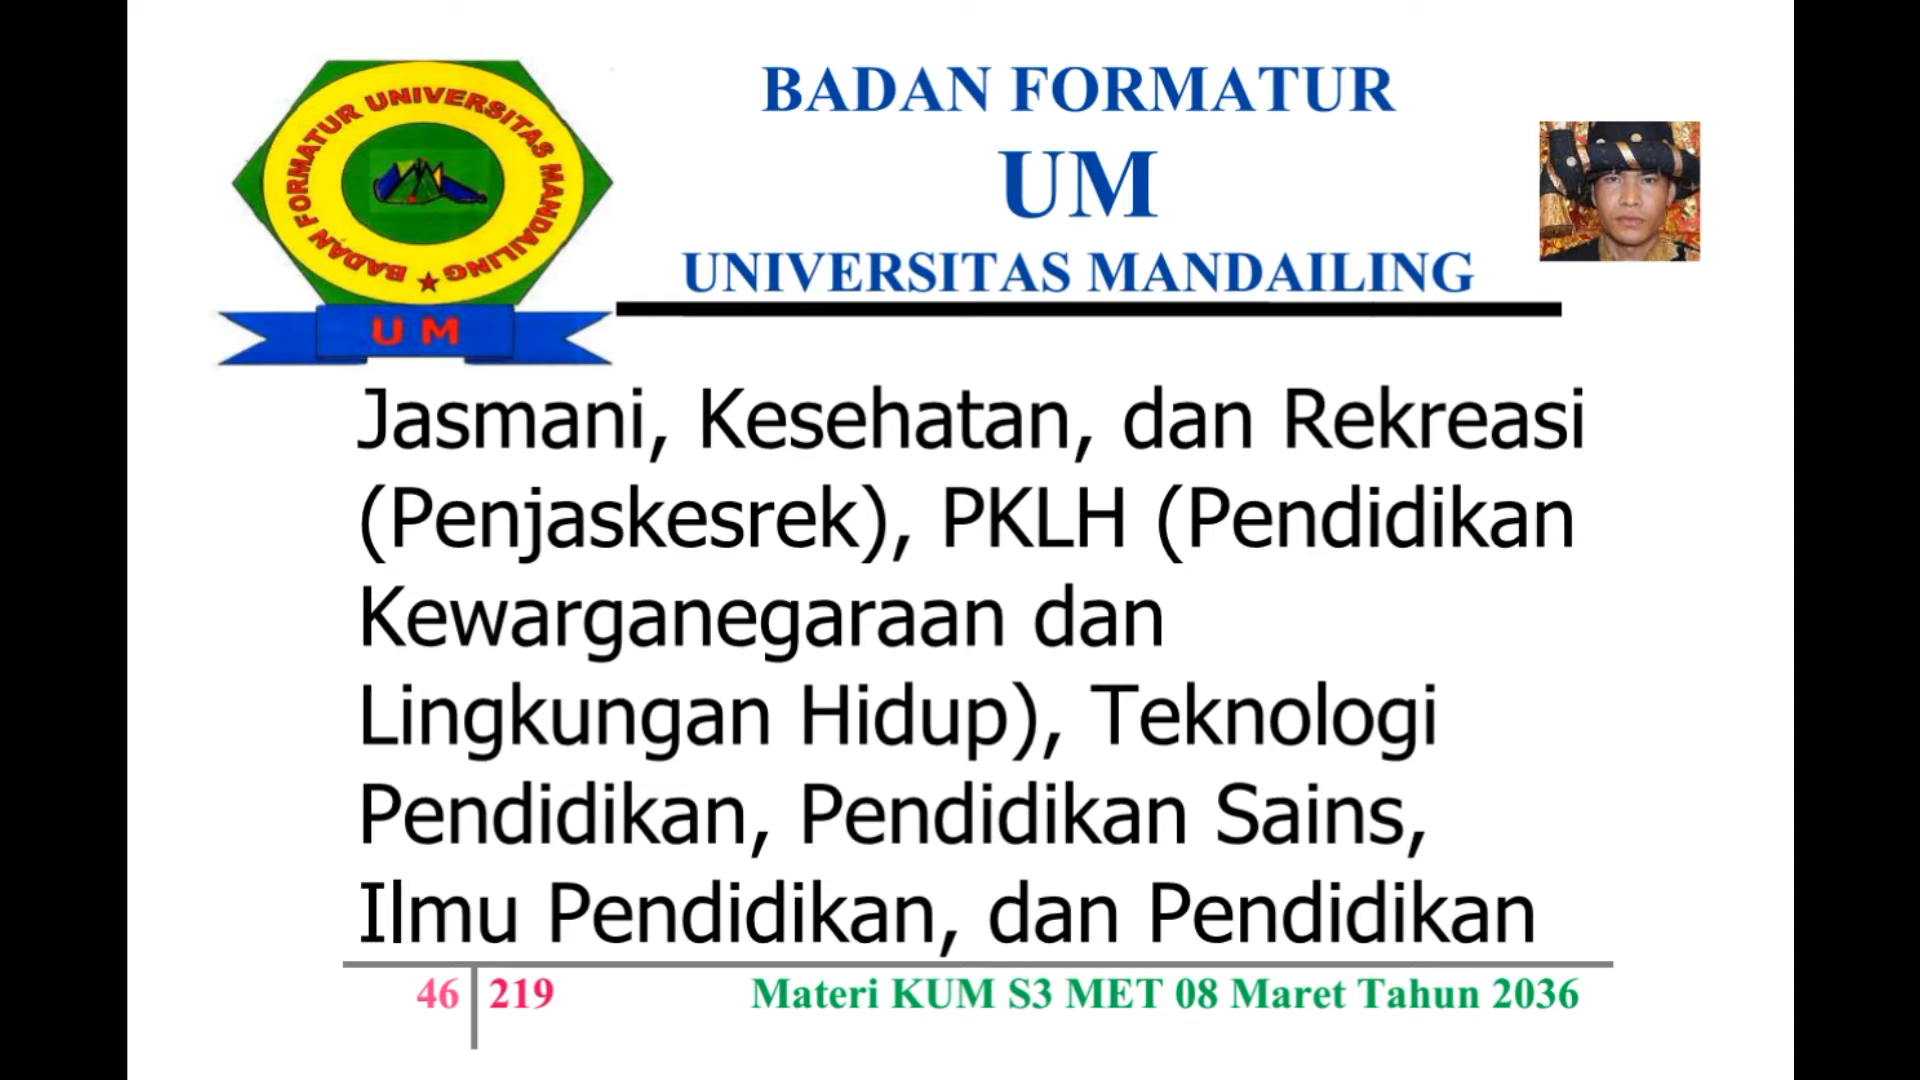 BADAN FORMATUR UNIVERSITAS MANDAILING
U M
BADAN FORMATUR
UM
UNIVERSITAS MANDAILING
Jasmani, Kesehatan, dan Rekreasi
(Penjaskesrek), PKLH (Pendidikan
Kewarganegaraan dan
Lingkungan Hidup), Teknologi
Pendidikan, Pendidikan Sains,
Ilmu Pendidikan, dan Pendidikan
46 219 Materi KUM S3 MET 08 Maret Tahun 2036